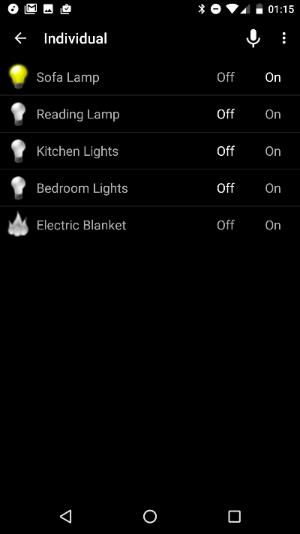 01:15
Individual
Sofa Lamp Off On
Reading Lamp Off On
Kitchen Lights Off On
Bedroom Lights Off On
Electric Blanket Off On